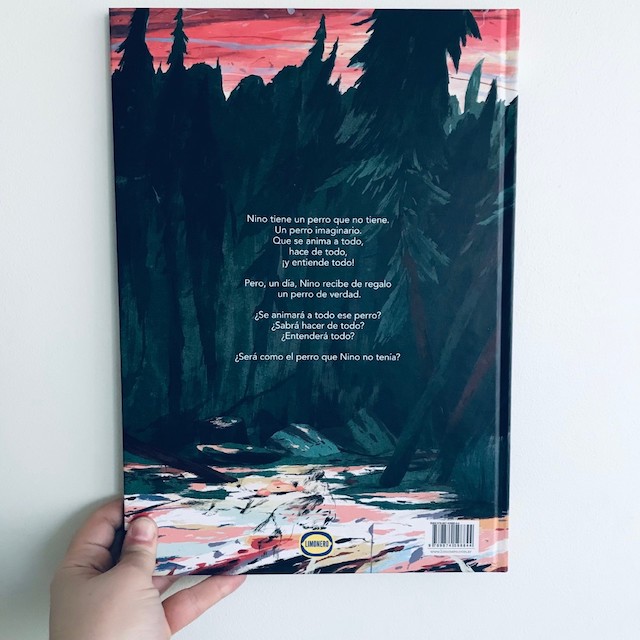 Nino tiene un perro que no tiene.
Un perro imaginario.
Que se anima a todo,
hace de todo,
¡y entiende todo!
Pero, un día, Nino recibe de regalo
un perro de verdad.
¿Se animará a todo ese perro?
¿Sabrá hacer de todo?
¿Entenderá todo?
¿Será como el perro que Nino no tenía?
LIMONERO